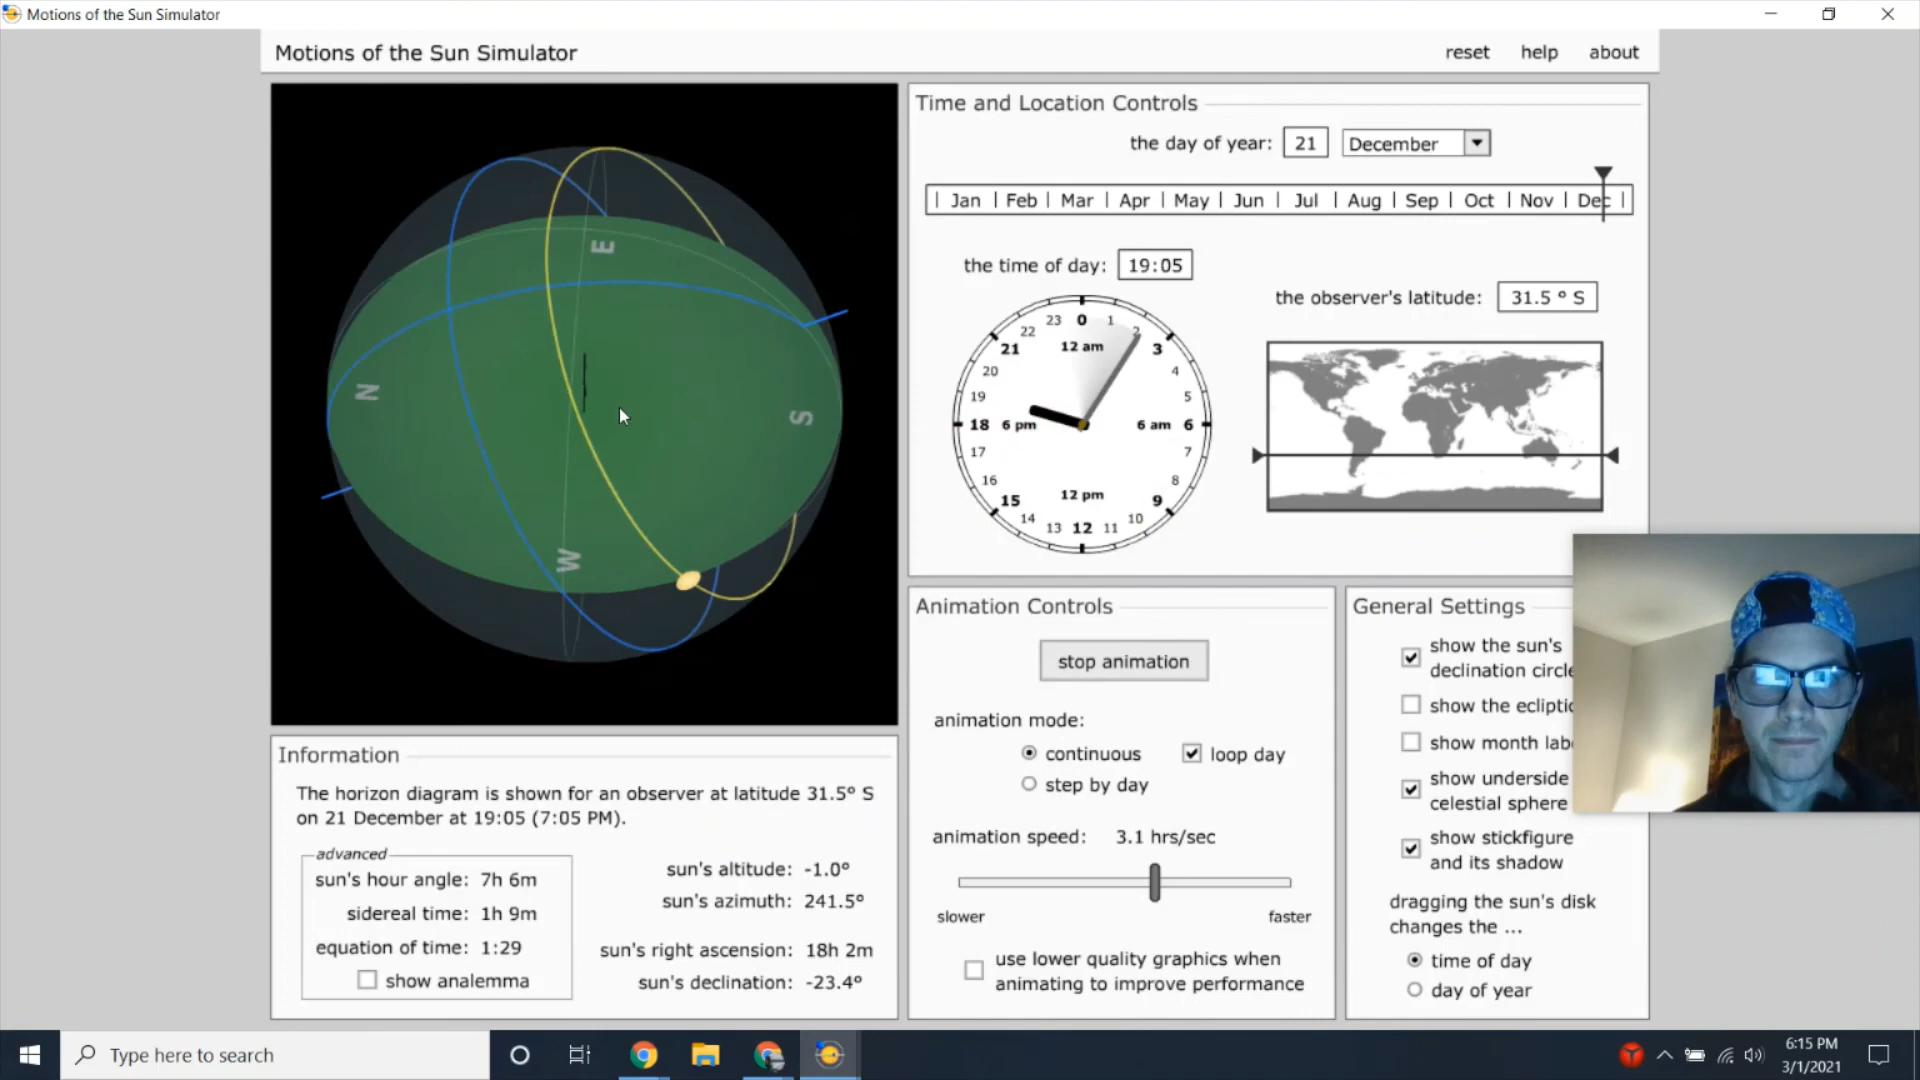 Motions of the Sun Simulator
Motions of the Sun Simulator
reset help about
E
N
S
W
Time and Location Controls
the day of year: 21 December
Jan Feb Mar Apr May Jun Jul Aug Sep Oct Nov Dec
the time of day: 19:05
0 1 2 3 4 5 6 7 8 9 10 11 12 13 14 15 16 17 18 19 20 21 22 23
12 am
6 pm
6 am
12 pm
the observer's latitude: 31.5 ° S
Information
The horizon diagram is shown for an observer at latitude 31.5° S
on 21 December at 19:05 (7:05 PM).
advanced
sun's hour angle: 7h 6m
sidereal time: 1h 9m
equation of time: 1:29
show analemma
sun's altitude: -1.0°
sun's azimuth: 241.5°
sun's right ascension: 18h 2m
sun's declination: -23.4°
Animation Controls
stop animation
animation mode:
continuous
loop day
step by day
animation speed: 3.1 hrs/sec
slower
faster
use lower quality graphics when
animating to improve performance
General Settings
show the sun's
declination circle
show the ecliptic
show month lab
show underside
celestial sphere
show stickfigure
and its shadow
dragging the sun's disk
changes the ...
time of day
day of year
Type here to search
6:15 PM
3/1/2021